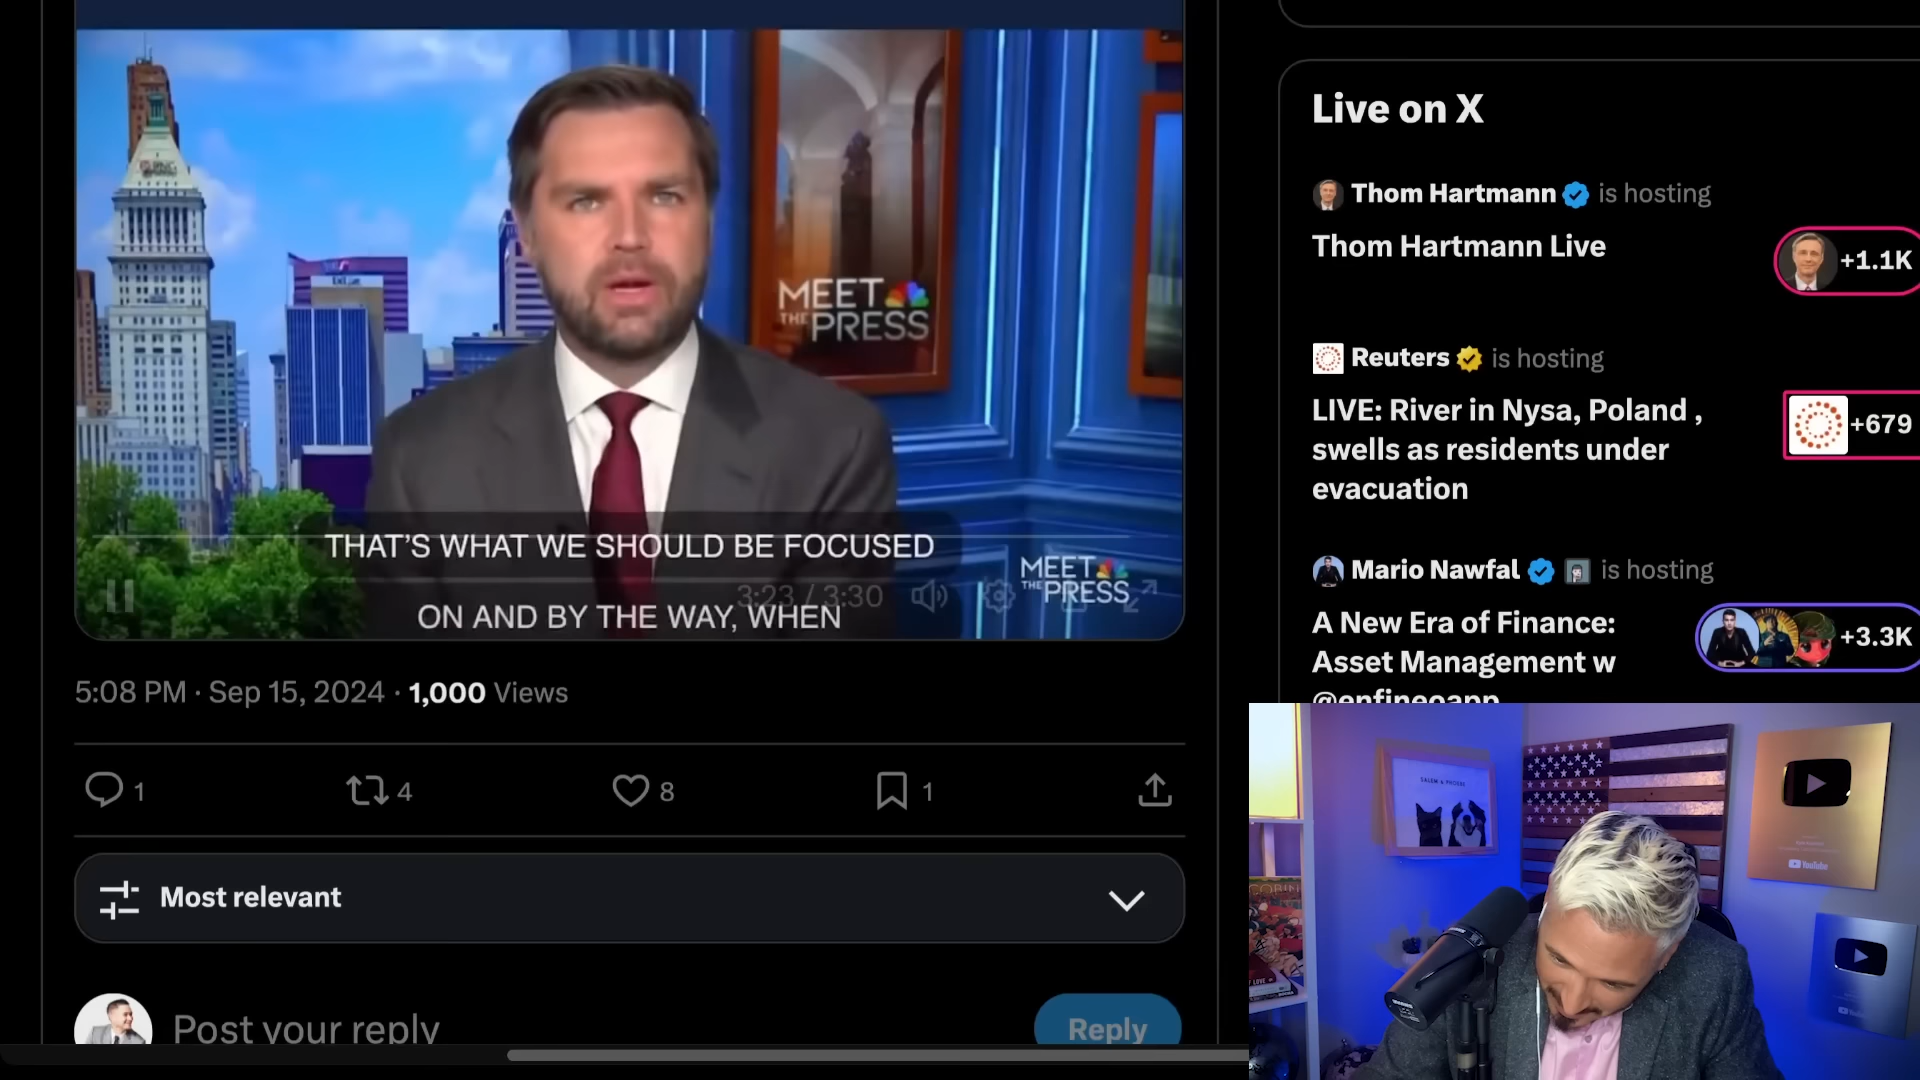 MEET
THE PRESS
THAT'S WHAT WE SHOULD BE FOCUSED
ON AND BY THE WAY, WHEN
3:23 / 3:30
MEET
THE PRESS
5:08 PM · Sep 15, 2024 · 1,000 Views
1
4
8
1
Most relevant
Post your reply
Reply
Live on X
Thom Hartmann is hosting
Thom Hartmann Live
+1.1K
Reuters is hosting
LIVE: River in Nysa, Poland ,
swells as residents under
evacuation
+679
Mario Nawfal is hosting
A New Era of Finance:
Asset Management w
@enfineoapp
+3.3K
SALEM & PHOEBE
YouTube